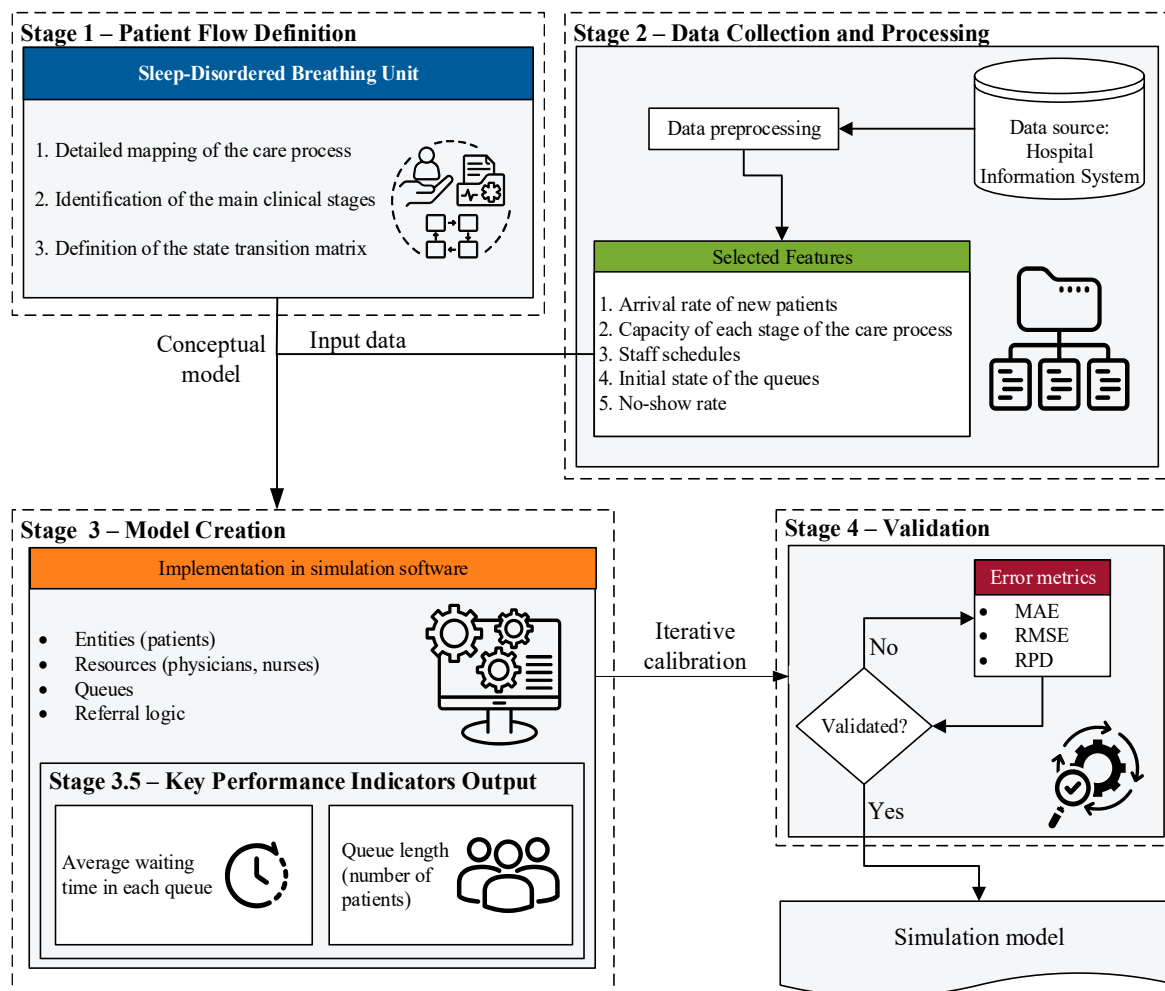 Stage 1 – Patient Flow Definition
Sleep-Disordered Breathing Unit
1. Detailed mapping of the care process
2. Identification of the main clinical stages
3. Definition of the state transition matrix
Stage 2 – Data Collection and Processing
Data preprocessing
Data source:
Hospital
Information System
Selected Features
1. Arrival rate of new patients
2. Capacity of each stage of the care process
3. Staff schedules
4. Initial state of the queues
5. No-show rate
Conceptual
model
Input data
Stage 3 – Model Creation
Implementation in simulation software
• Entities (patients)
• Resources (physicians, nurses)
• Queues
• Referral logic
Stage 3.5 – Key Performance Indicators Output
Average waiting
time in each queue
Queue length
(number of
patients)
Iterative
calibration
Stage 4 – Validation
Error metrics
• MAE
• RMSE
• RPD
No
Validated?
Yes
Simulation model